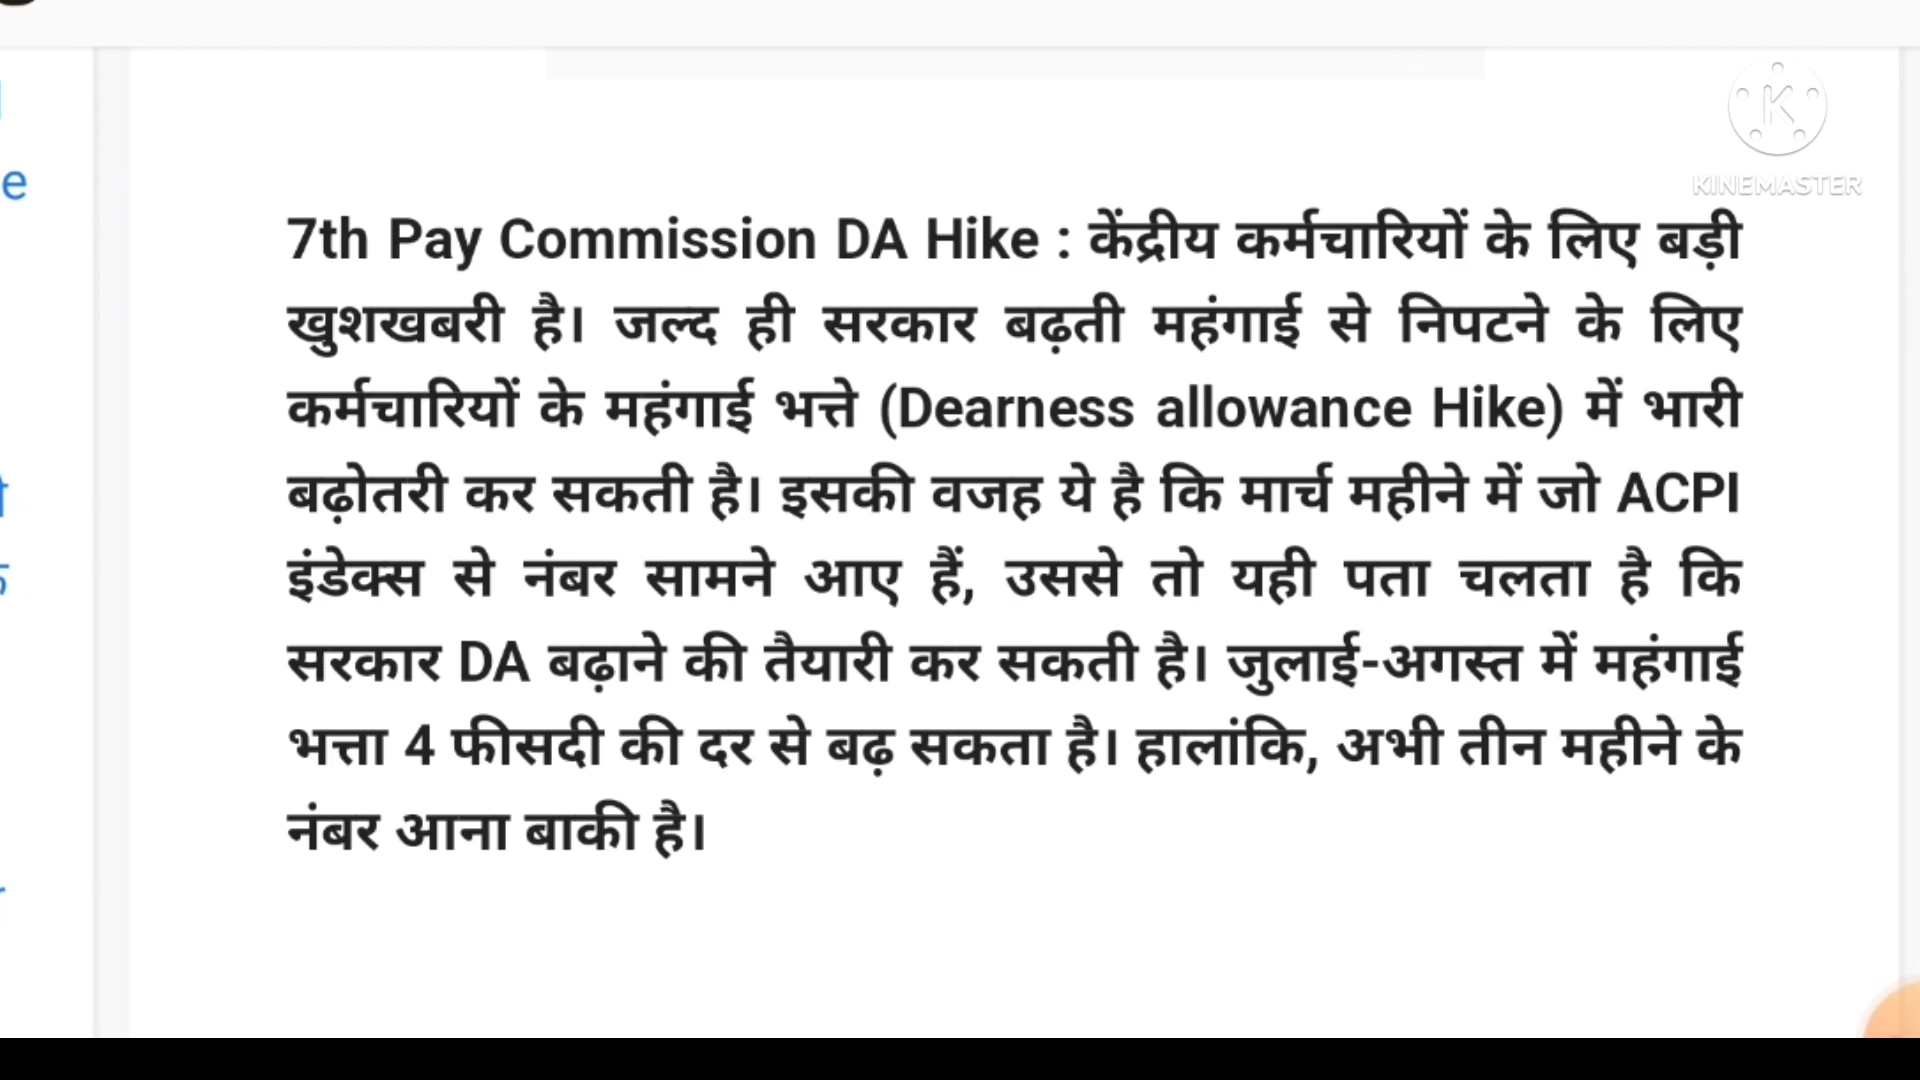 KINEMASTER
7th Pay Commission DA Hike : केंद्रीय कर्मचारियों के लिए बड़ी
खुशखबरी है। जल्द ही सरकार बढ़ती महंगाई से निपटने के लिए
कर्मचारियों के महंगाई भत्ते (Dearness allowance Hike) में भारी
बढ़ोतरी कर सकती है। इसकी वजह ये है कि मार्च महीने में जो ACPI
इंडेक्स से नंबर सामने आए हैं, उससे तो यही पता चलता है कि
सरकार DA बढ़ाने की तैयारी कर सकती है। जुलाई-अगस्त में महंगाई
भत्ता 4 फीसदी की दर से बढ़ सकता है। हालांकि, अभी तीन महीने के
नंबर आना बाकी है।